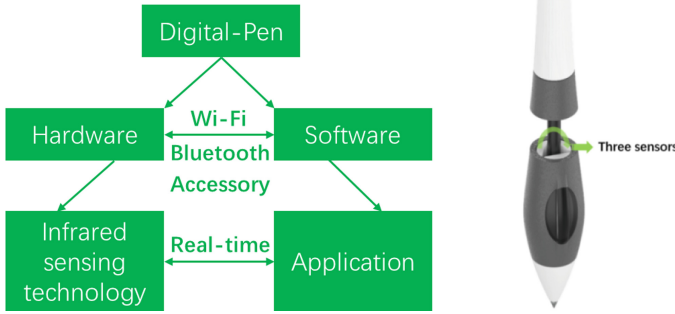 Digital-Pen
Hardware
Wi-Fi
Bluetooth
Accessory
Software
Infrared
sensing
technology
Real-time
Application
Three sensors